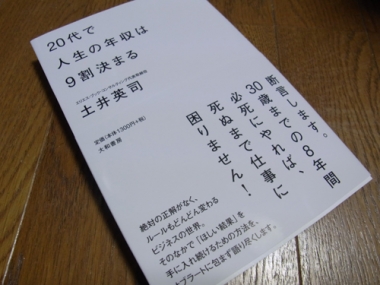 20代で
人生の年収は
9割決まる
土井英司
定価(本体1300円+税)
大和書房
断言します。
30歳までの8年間
必死にやれば、
死ぬまで仕事に
困りません!
絶対の正解がなく、
ルールもどんどん変わる
ビジネスの世界。
そのなかで「ほしい結果」を
手に入れ続けるための方法を、
ブラートに包まず語り尽くします。